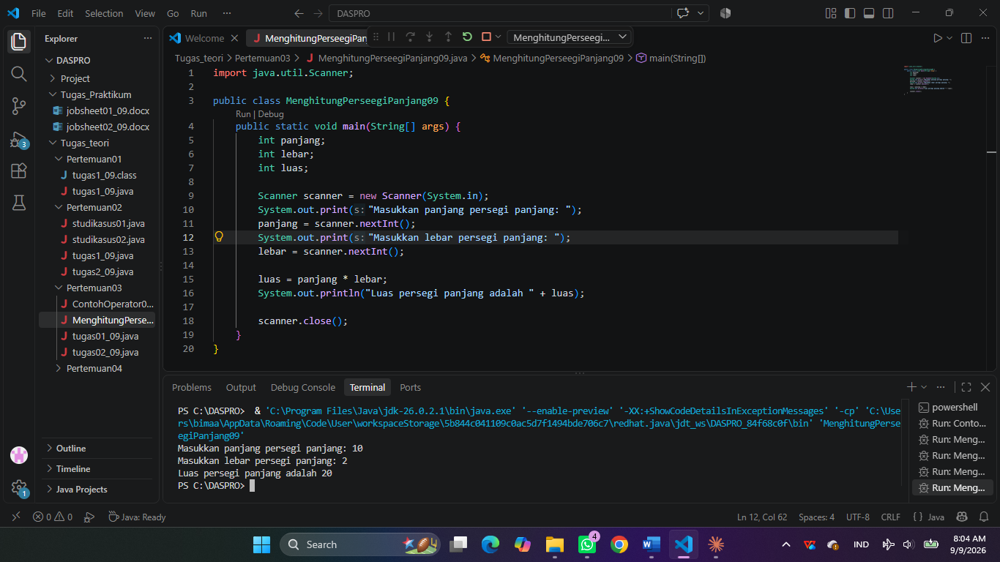 File Edit Selection View Go Run ··· DASPRO
Explorer ···
DASPRO
Project
Tugas_Praktikum
jobsheet01_09.docx
jobsheet02_09.docx
Tugas_teori
Pertemuan01
tugas1_09.class
tugas1_09.java
Pertemuan02
studikasus01.java
studikasus02.java
tugas1_09.java
tugas2_09.java
Pertemuan03
ContohOperator0...
MenghitungPerse...
tugas01_09.java
tugas02_09.java
Pertemuan04
Outline
Timeline
Java Projects
3
1
Welcome MenghitungPerseegiPan MenghitungPerseegi...
Tugas_teori > Pertemuan03 > MenghitungPerseegiPanjang09.java > MenghitungPerseegiPanjang09 > main(String[])
1 import java.util.Scanner;
2
3 public class MenghitungPerseegiPanjang09 {
Run | Debug
4 public static void main(String[] args) {
5 int panjang;
6 int lebar;
7 int luas;
8
9 Scanner scanner = new Scanner(System.in);
10 System.out.print(s: "Masukkan panjang persegi panjang: ");
11 panjang = scanner.nextInt();
12 System.out.print(s: "Masukkan lebar persegi panjang: ");
13 lebar = scanner.nextInt();
14
15 luas = panjang * lebar;
16 System.out.println("Luas persegi panjang adalah " + luas);
17
18 scanner.close();
19 }
20 }
Problems Output Debug Console Terminal Ports
PS C:\DASPRO> & 'C:\Program Files\Java\jdk-26.0.2.1\bin\java.exe' '--enable-preview' '-XX:+ShowCodeDetailsInExceptionMessages' '-cp' 'C:\Use
rs\bimaa\AppData\Roaming\Code\User\workspaceStorage\5b844c041109c0ac5d7f1494bde706c7\redhat.java\jdt_ws\DASPRO_84f68c0f\bin' 'MenghitungPerse
egiPanjang09'
Masukkan panjang persegi panjang: 10
Masukkan lebar persegi panjang: 2
Luas persegi panjang adalah 20
PS C:\DASPRO>
powershell
Run: Conto...
Run: Meng...
Run: Meng...
Run: Meng...
Run: Meng...
0 0 Java: Ready Ln 12, Col 62 Spaces: 4 UTF-8 CRLF { } Java
Search 4 IND 8:04 AM
9/9/2026